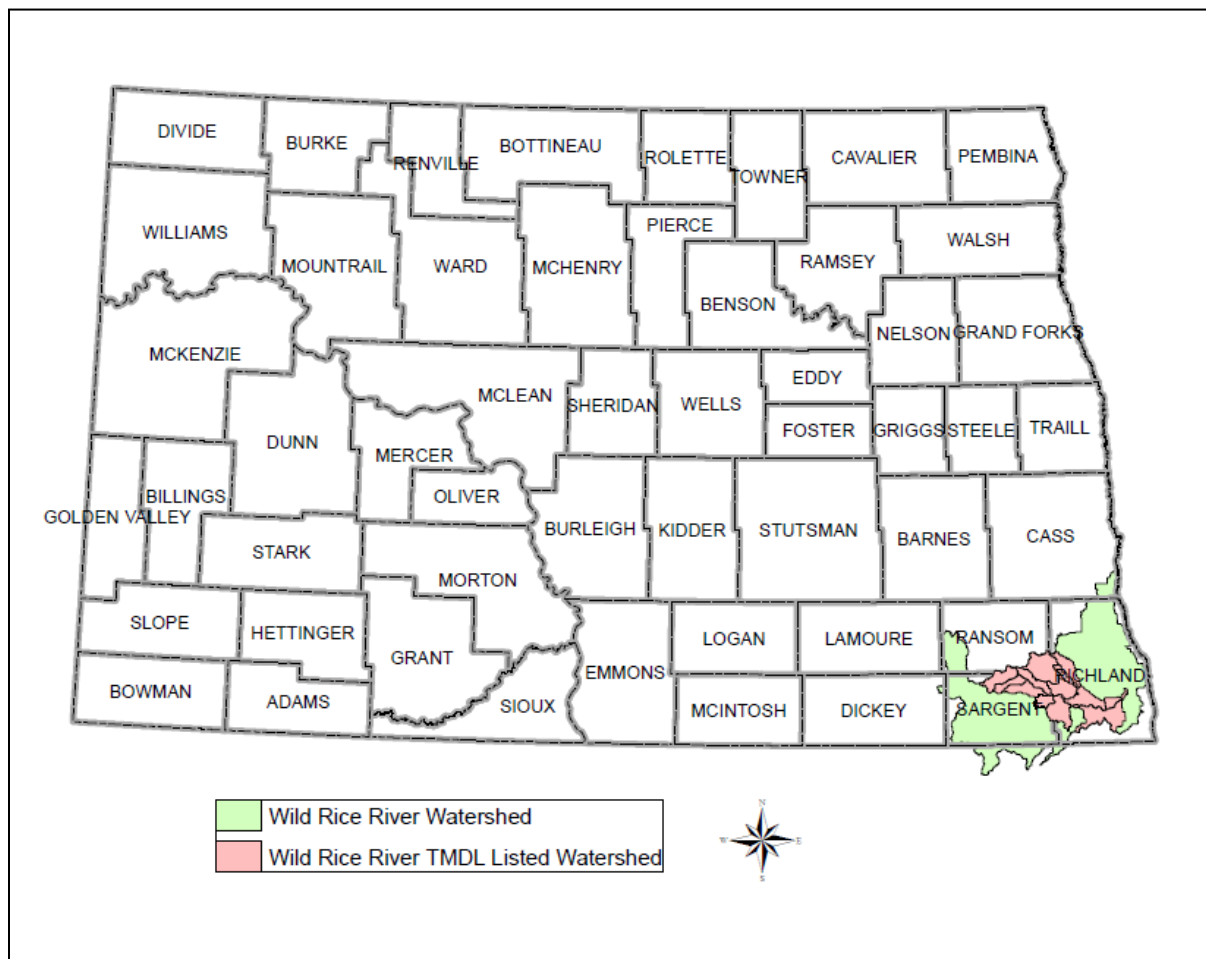 DIVIDE
BURKE
RENVILLE
BOTTINEAU
ROLETTE
TOWNER
CAVALIER
PEMBINA
WILLIAMS
MOUNTRAIL
WARD
MCHENRY
PIERCE
BENSON
RAMSEY
WALSH
NELSON
GRAND FORKS
MCKENZIE
DUNN
MCLEAN
MERCER
OLIVER
SHERIDAN
WELLS
EDDY
FOSTER
GRIGGS
STEELE
TRAILL
GOLDEN VALLEY
BILLINGS
STARK
MORTON
BURLEIGH
KIDDER
STUTSMAN
BARNES
CASS
SLOPE
HETTINGER
GRANT
BOWMAN
ADAMS
SIOUX
EMMONS
LOGAN
LAMOURE
RANSOM
RICHLAND
MCINTOSH
DICKEY
SARGENT
Wild Rice River Watershed
Wild Rice River TMDL Listed Watershed
N
W
E
S